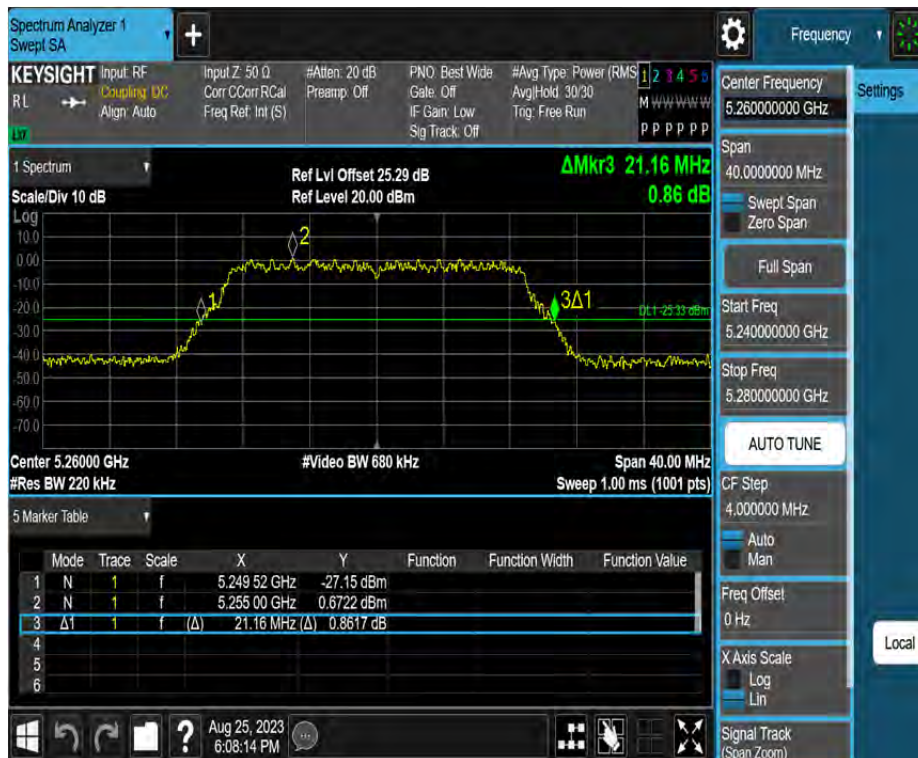 Spectrum Analyzer 1
Swept SA
+
Frequency
KEYSIGHT
RL
Input: RF
Coupling: DC
Align: Auto
Input Z: 50 Ω
Corr CCorr RCal
Freq Ref: Int (S)
#Atten: 20 dB
Preamp: Off
PNO: Best Wide
Gate: Off
IF Gain: Low
Sig Track: Off
#Avg Type: Power (RMS
Avg|Hold: 30/30
Trig: Free Run
1 2 3 4 5 6
M W W W W W
P P P P P P
1 Spectrum
Scale/Div 10 dB
Ref Lvl Offset 25.29 dB
Ref Level 20.00 dBm
ΔMkr3 21.16 MHz
0.86 dB
Log
10.0
0.00
-10.0
-20.0
-30.0
-40.0
-50.0
-60.0
-70.0
1
2
3Δ1
DL1 -25.33 dBm
Center 5.26000 GHz
#Video BW 680 kHz
Span 40.00 MHz
#Res BW 220 kHz
Sweep 1.00 ms (1001 pts)
5 Marker Table
Mode Trace Scale X Y Function Function Width Function Value
1 N 1 f 5.249 52 GHz -27.15 dBm
2 N 1 f 5.255 00 GHz 0.6722 dBm
3 Δ1 1 f (Δ) 21.16 MHz (Δ) 0.8617 dB
4
5
6
?
Aug 25, 2023
6:08:14 PM
Center Frequency
5.260000000 GHz
Span
40.0000000 MHz
Swept Span
Zero Span
Full Span
Start Freq
5.240000000 GHz
Stop Freq
5.280000000 GHz
AUTO TUNE
CF Step
4.000000 MHz
Auto
Man
Freq Offset
0 Hz
X Axis Scale
Log
Lin
Signal Track
(Span Zoom)
Settings
Local